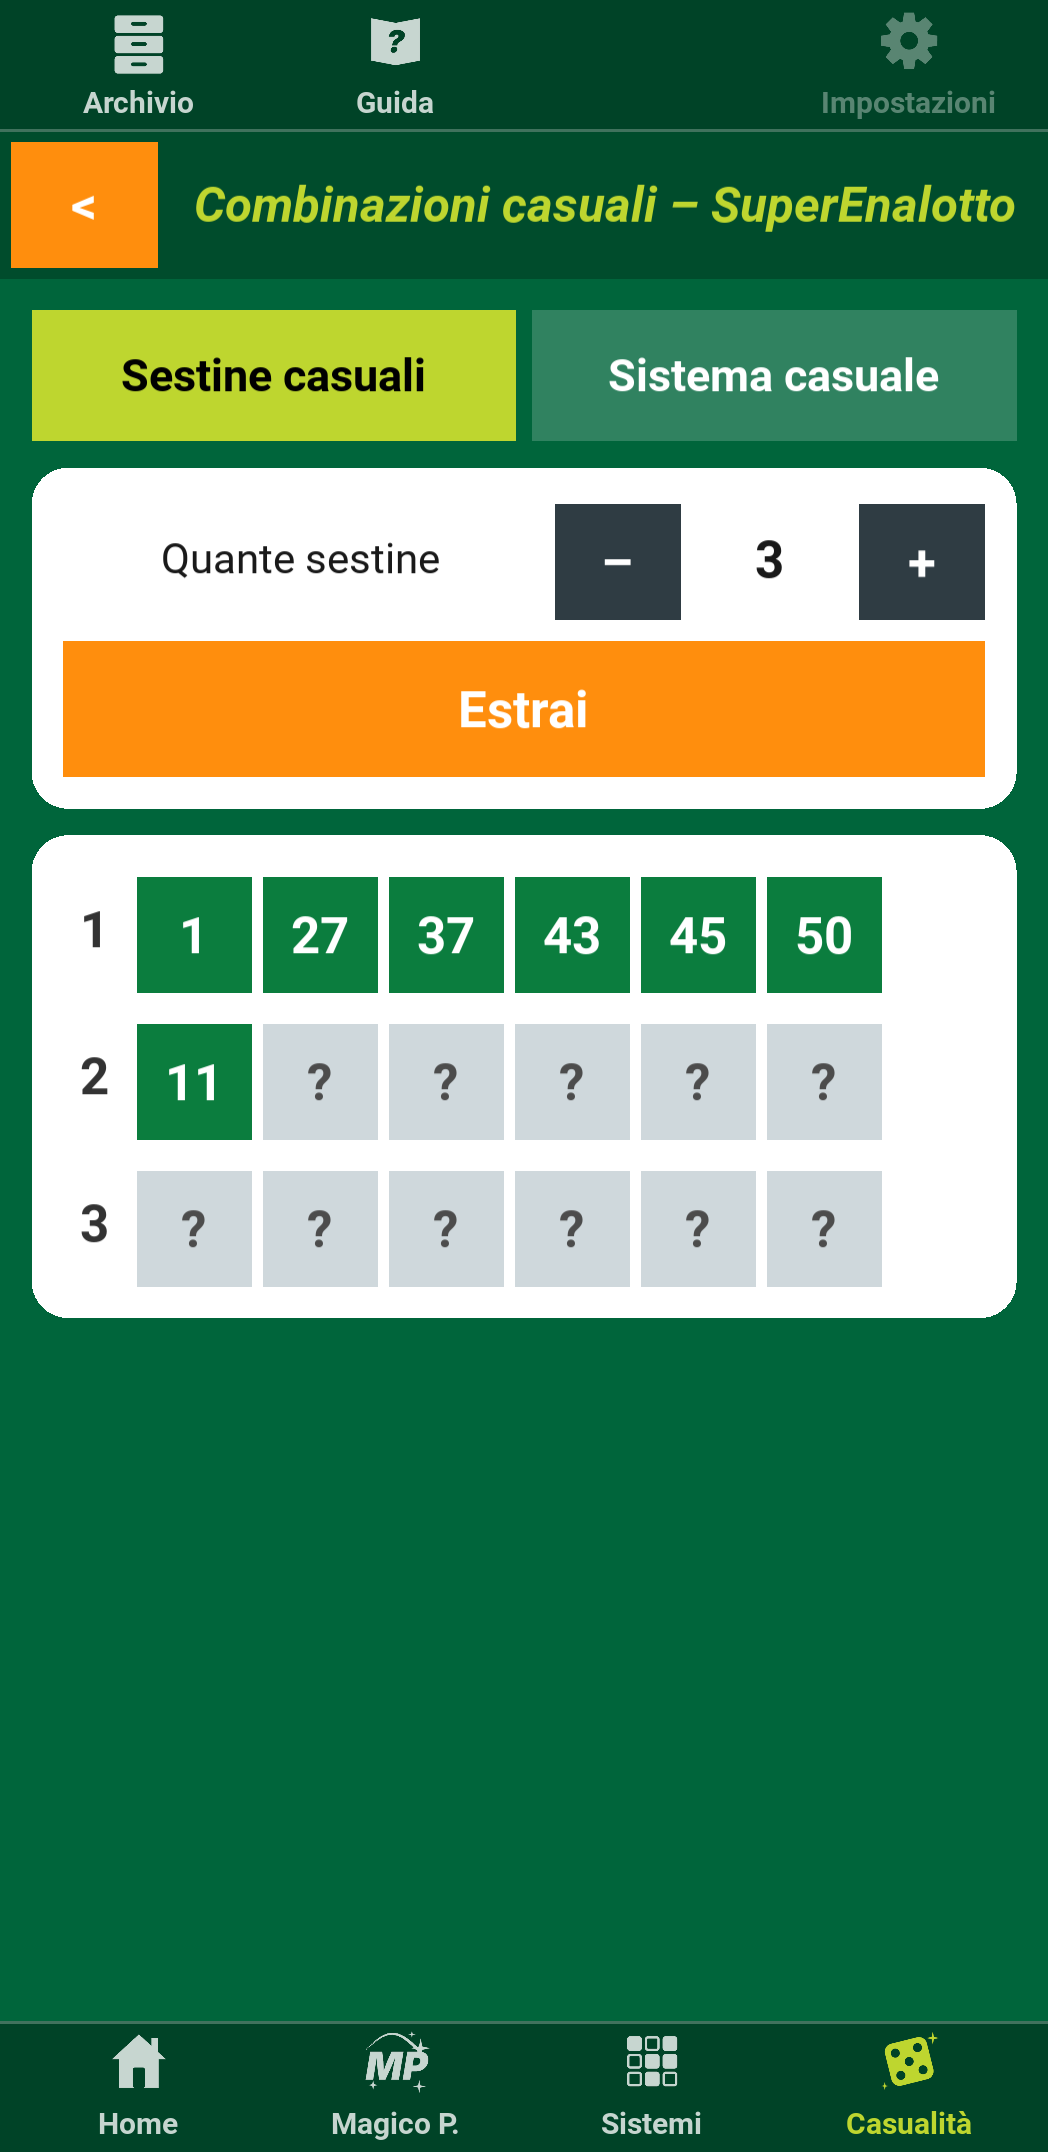 Archivio Guida Impostazioni
< Combinazioni casuali – SuperEnalotto
Sestine casuali Sistema casuale
Quante sestine – 3 +
Estrai
1 1 27 37 43 45 50
2 11 ? ? ? ? ?
3 ? ? ? ? ? ?
Home Magico P. Sistemi Casualità
?
MP